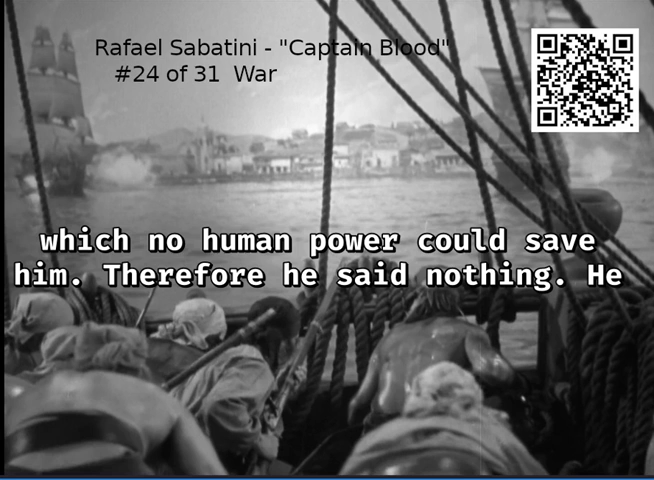 Rafael Sabatini - "Captain Blood"
#24 of 31  War
which no human power could save
him. Therefore he said nothing. He